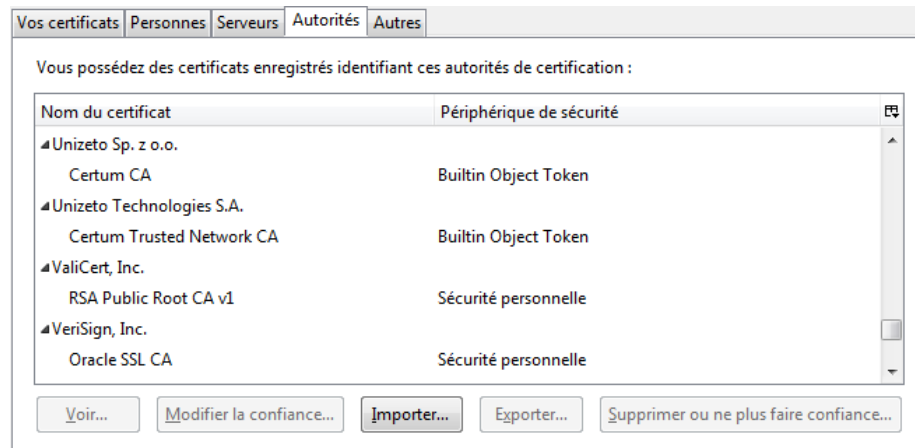 Vos certificats Personnes Serveurs Autorités Autres
Vous possédez des certificats enregistrés identifiant ces autorités de certification :
Nom du certificat Périphérique de sécurité
Unizeto Sp. z o.o.
Certum CA Builtin Object Token
Unizeto Technologies S.A.
Certum Trusted Network CA Builtin Object Token
ValiCert, Inc.
RSA Public Root CA v1 Sécurité personnelle
VeriSign, Inc.
Oracle SSL CA Sécurité personnelle
Voir... Modifier la confiance... Importer... Exporter... Supprimer ou ne plus faire confiance...